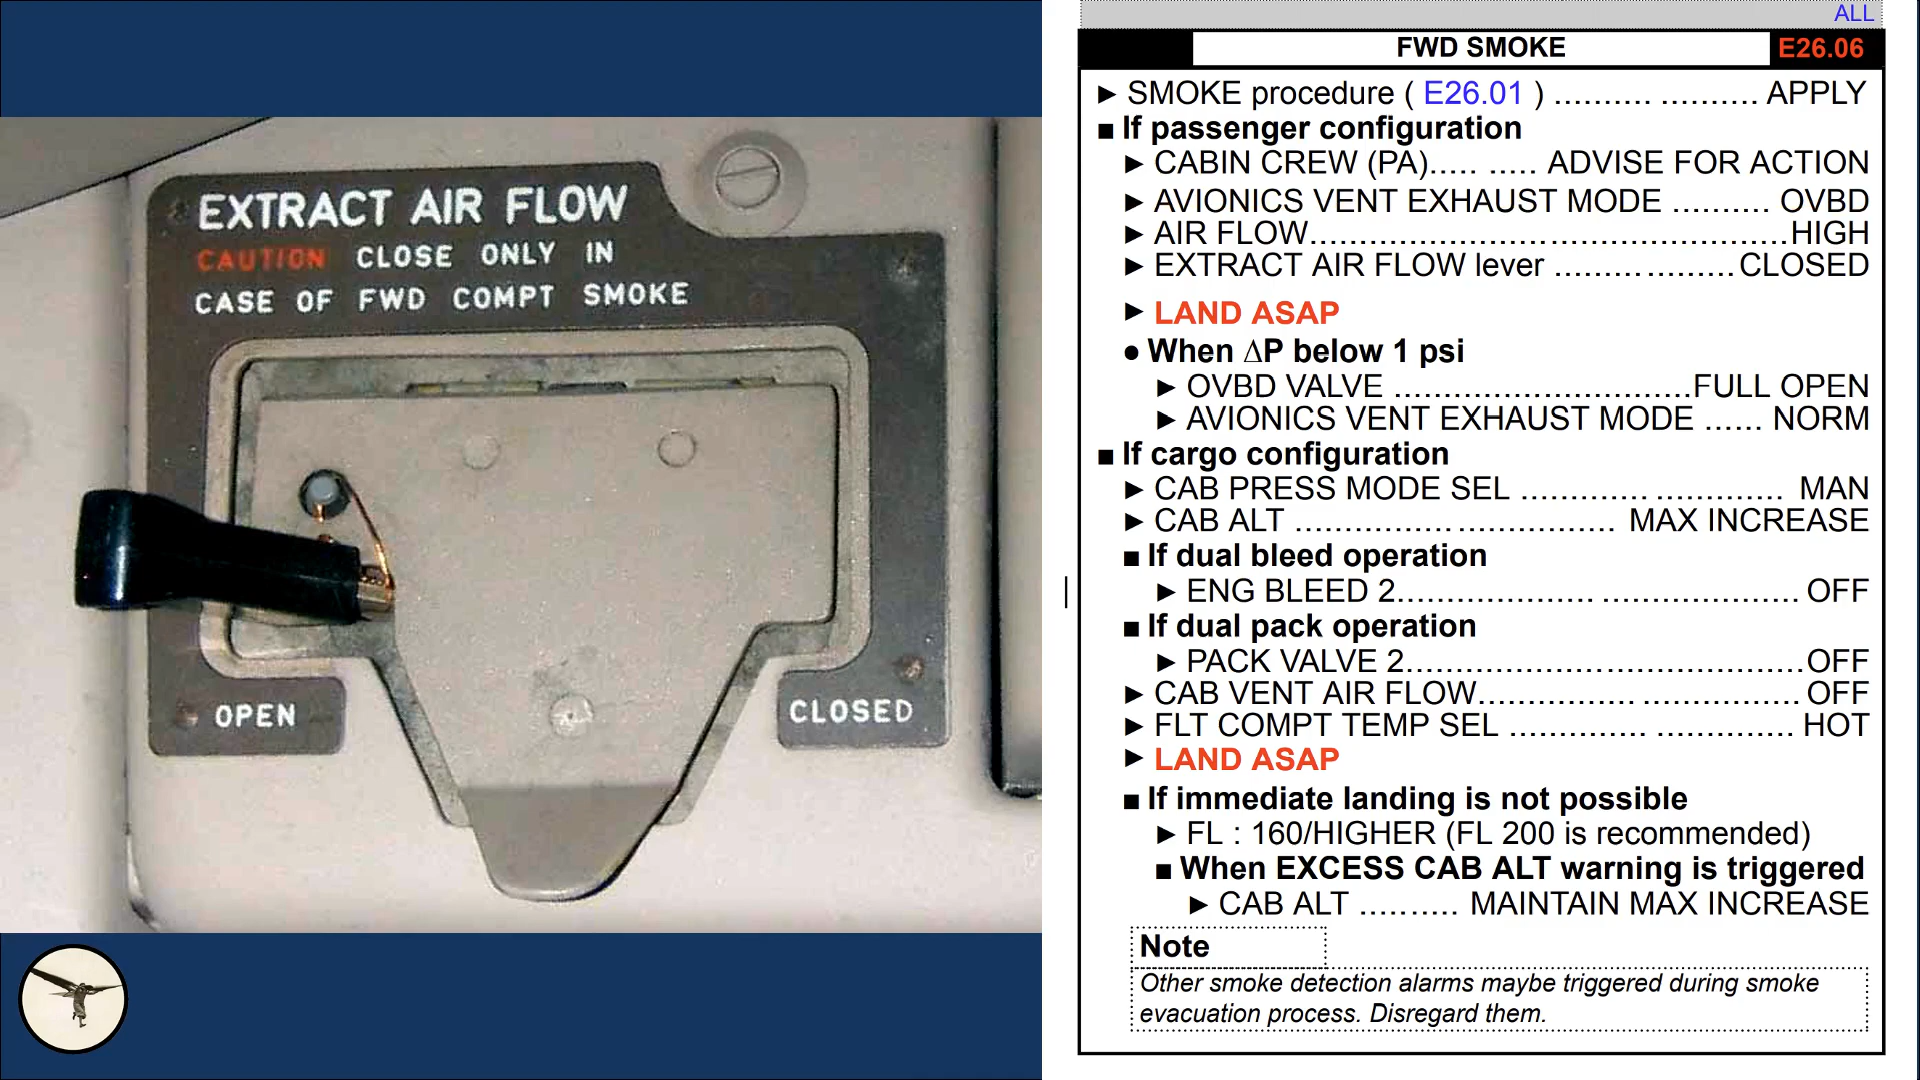 EXTRACT AIR FLOW
CAUTION CLOSE ONLY IN
CASE OF FWD COMPT SMOKE
OPEN
CLOSED
ALL
FWD SMOKE E26.06
► SMOKE procedure ( E26.01 ) .......... .......... APPLY
■ If passenger configuration
► CABIN CREW (PA)..... ..... ADVISE FOR ACTION
► AVIONICS VENT EXHAUST MODE .......... OVBD
► AIR FLOW.................................................HIGH
► EXTRACT AIR FLOW lever ..................CLOSED
► LAND ASAP
● When ∆P below 1 psi
► OVBD VALVE ..............................FULL OPEN
► AVIONICS VENT EXHAUST MODE ...... NORM
■ If cargo configuration
► CAB PRESS MODE SEL ............. ............. MAN
► CAB ALT ................................. MAX INCREASE
■ If dual bleed operation
► ENG BLEED 2.................... .................... OFF
■ If dual pack operation
► PACK VALVE 2.........................................OFF
► CAB VENT AIR FLOW................ ................. OFF
► FLT COMPT TEMP SEL .............. .............. HOT
► LAND ASAP
■ If immediate landing is not possible
► FL : 160/HIGHER (FL 200 is recommended)
■ When EXCESS CAB ALT warning is triggered
► CAB ALT .......... MAINTAIN MAX INCREASE
Note
Other smoke detection alarms maybe triggered during smoke
evacuation process. Disregard them.